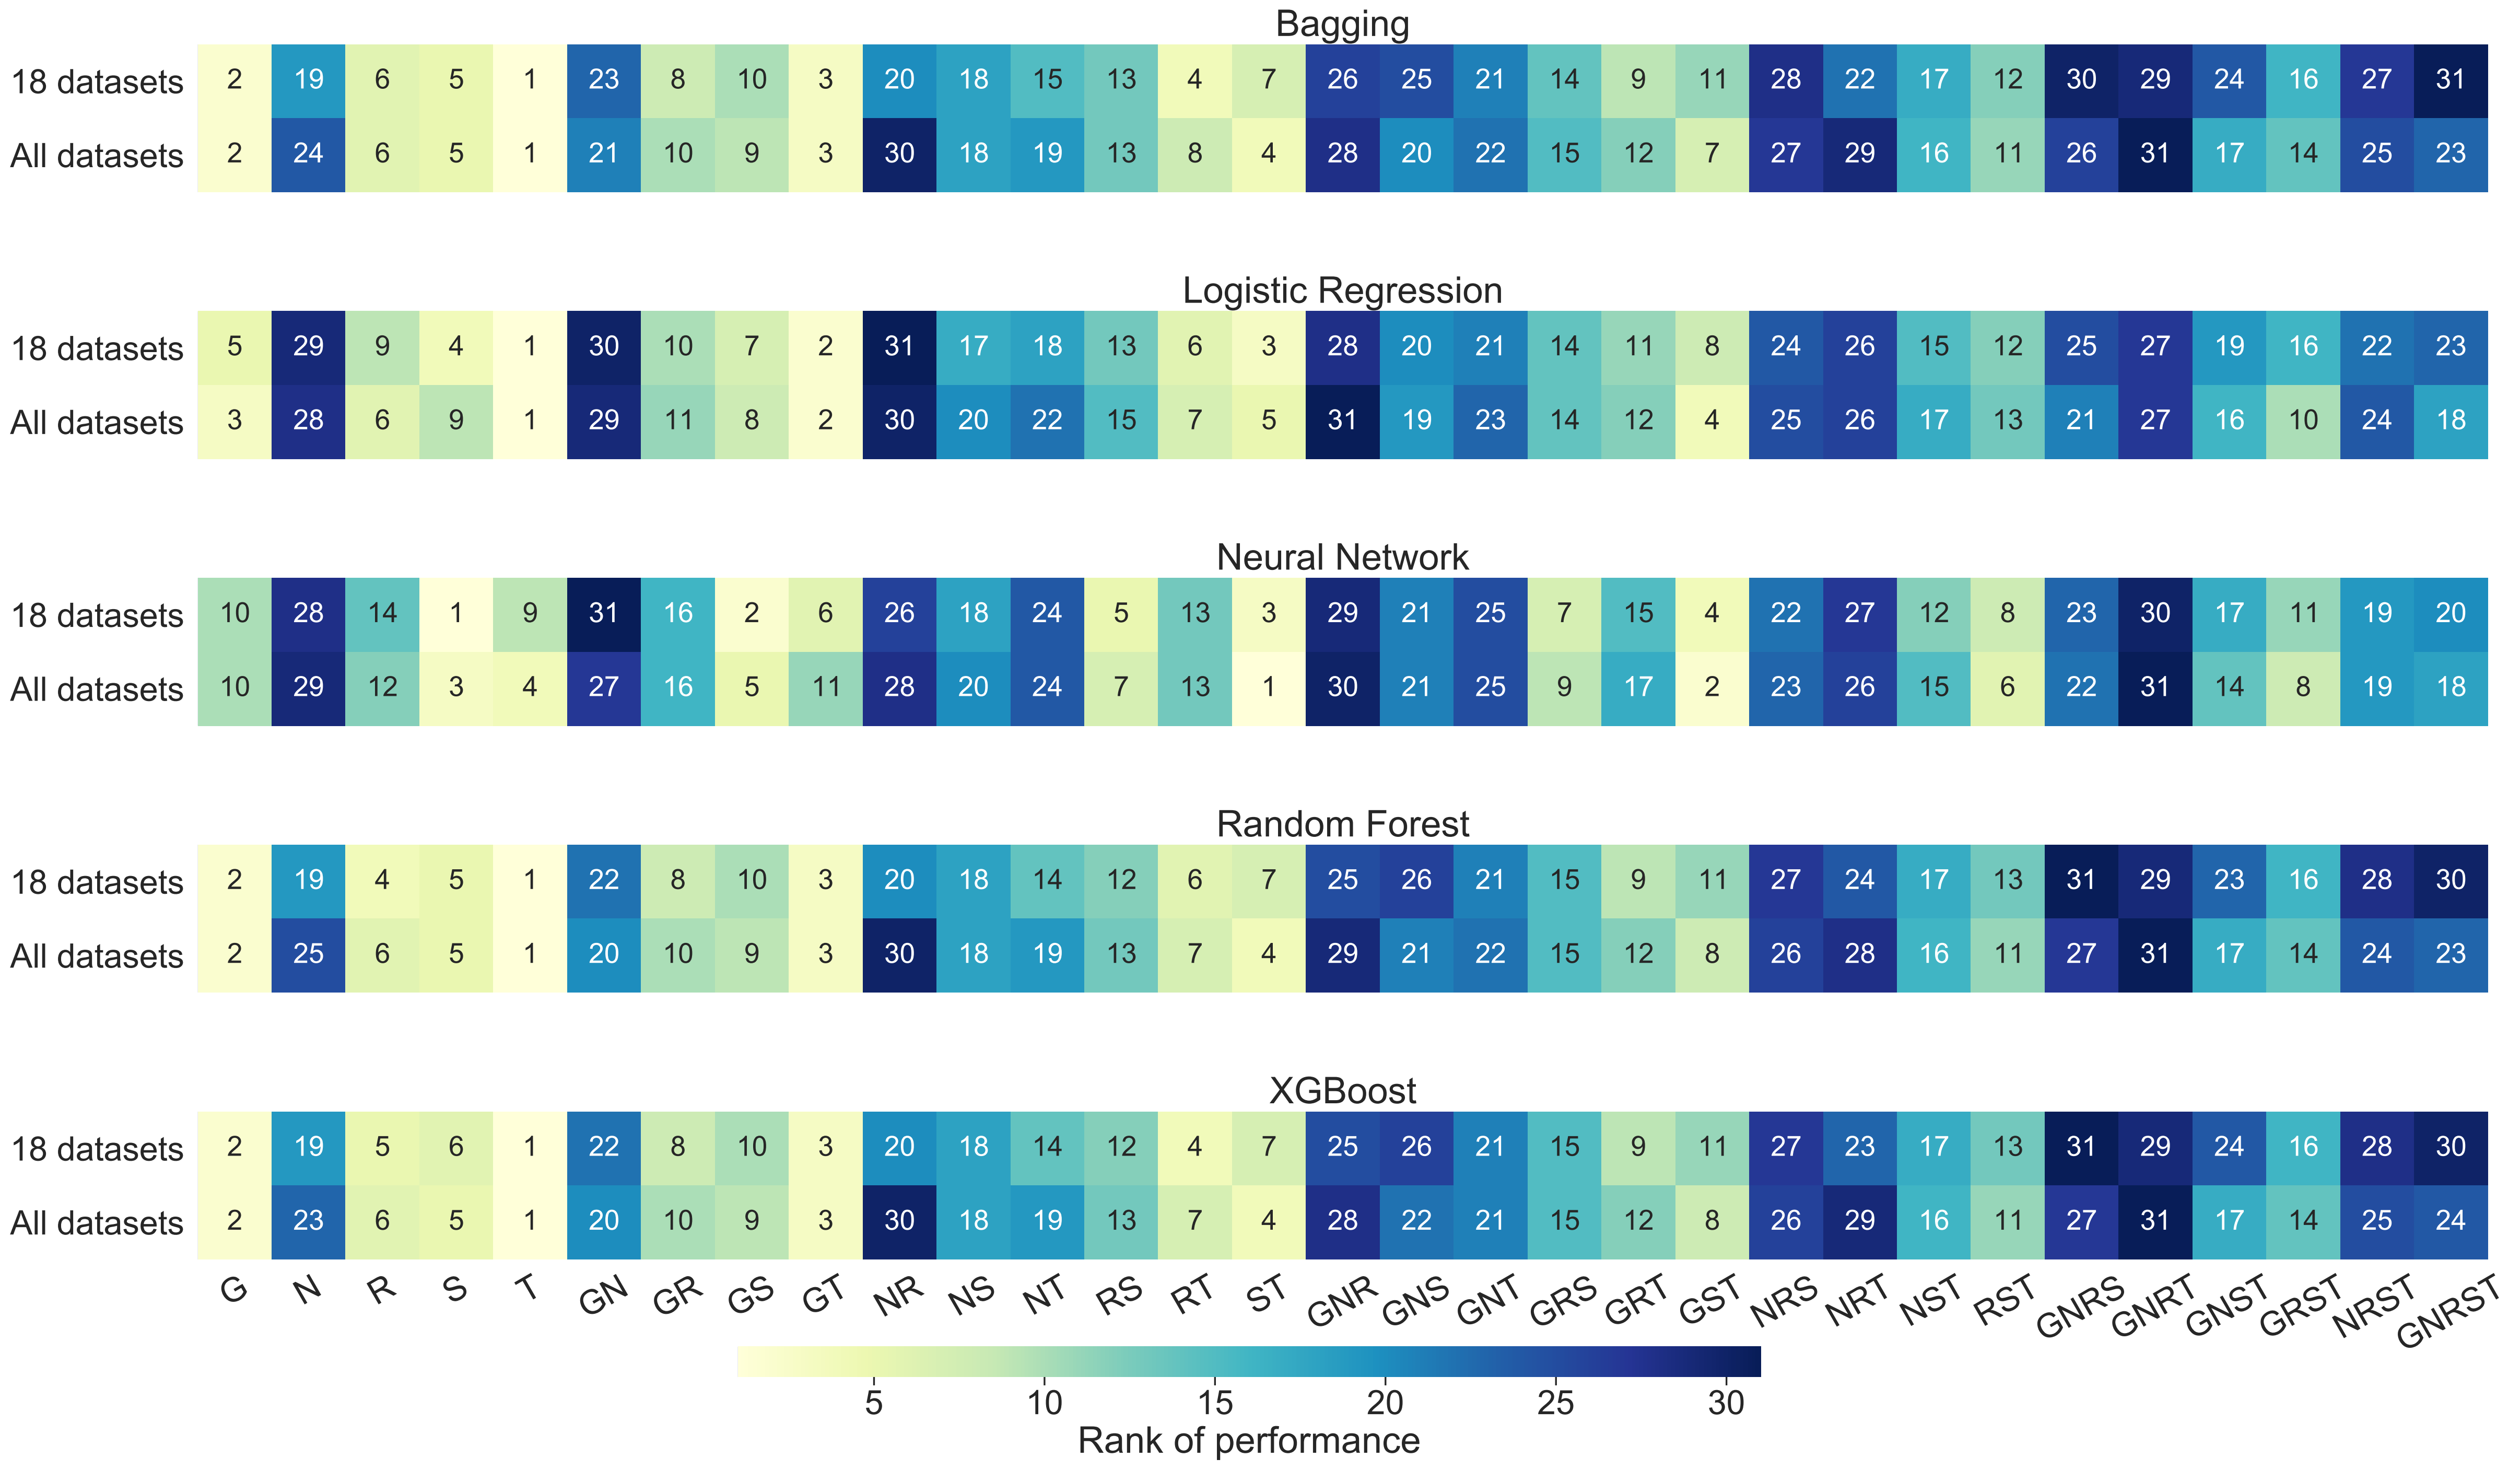 Bagging
18 datasets 2 19 6 5 1 23 8 10 3 20 18 15 13 4 7 26 25 21 14 9 11 28 22 17 12 30 29 24 16 27 31
All datasets 2 24 6 5 1 21 10 9 3 30 18 19 13 8 4 28 20 22 15 12 7 27 29 16 11 26 31 17 14 25 23
Logistic Regression
18 datasets 5 29 9 4 1 30 10 7 2 31 17 18 13 6 3 28 20 21 14 11 8 24 26 15 12 25 27 19 16 22 23
All datasets 3 28 6 9 1 29 11 8 2 30 20 22 15 7 5 31 19 23 14 12 4 25 26 17 13 21 27 16 10 24 18
Neural Network
18 datasets 10 28 14 1 9 31 16 2 6 26 18 24 5 13 3 29 21 25 7 15 4 22 27 12 8 23 30 17 11 19 20
All datasets 10 29 12 3 4 27 16 5 11 28 20 24 7 13 1 30 21 25 9 17 2 23 26 15 6 22 31 14 8 19 18
Random Forest
18 datasets 2 19 4 5 1 22 8 10 3 20 18 14 12 6 7 25 26 21 15 9 11 27 24 17 13 31 29 23 16 28 30
All datasets 2 25 6 5 1 20 10 9 3 30 18 19 13 7 4 29 21 22 15 12 8 26 28 16 11 27 31 17 14 24 23
XGBoost
18 datasets 2 19 5 6 1 22 8 10 3 20 18 14 12 4 7 25 26 21 15 9 11 27 23 17 13 31 29 24 16 28 30
All datasets 2 23 6 5 1 20 10 9 3 30 18 19 13 7 4 28 22 21 15 12 8 26 29 16 11 27 31 17 14 25 24
G N R S T GN GR GS GT NR NS NT RS RT ST GNR GNS GNT GRS GRT GST NRS NRT NST RST GNRS GNRT GNST GRST NRST GNRST
5 10 15 20 25 30
Rank of performance